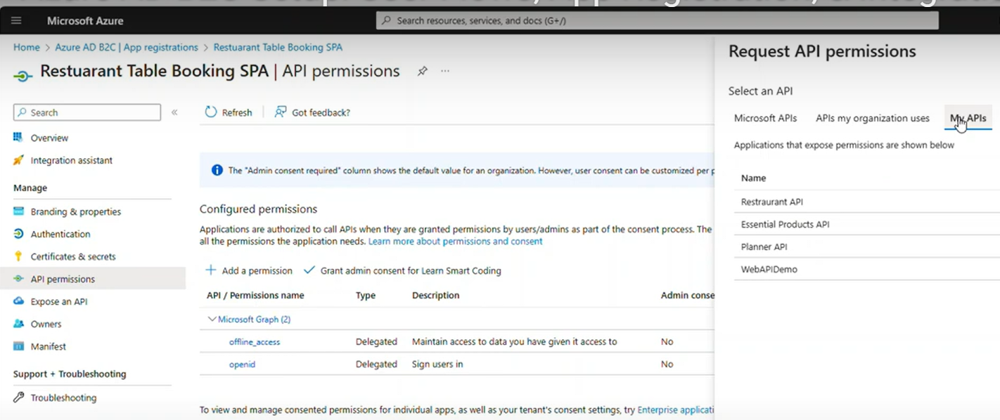 Microsoft Azure
Search resources, services, and docs (G+/)
Home > Azure AD B2C | App registrations > Restuarant Table Booking SPA
Restuarant Table Booking SPA | API permissions
Search
Overview
Integration assistant
Manage
Branding & properties
Authentication
Certificates & secrets
API permissions
Expose an API
Owners
Manifest
Support + Troubleshooting
Troubleshooting
Refresh
Got feedback?
The "Admin consent required" column shows the default value for an organization. However, user consent can be customized per p
Configured permissions
Applications are authorized to call APIs when they are granted permissions by users/admins as part of the consent process. The
all the permissions the application needs. Learn more about permissions and consent
Add a permission Grant admin consent for Learn Smart Coding
API / Permissions name Type Description Admin conse
Microsoft Graph (2)
offline_access Delegated Maintain access to data you have given it access to No
openid Delegated Sign users in No
To view and manage consented permissions for individual apps, as well as your tenant's consent settings, try Enterprise applicati
Request API permissions
Select an API
Microsoft APIs APIs my organization uses My APIs
Applications that expose permissions are shown below
Name
Restraurant API
Essential Products API
Planner API
WebAPIDemo